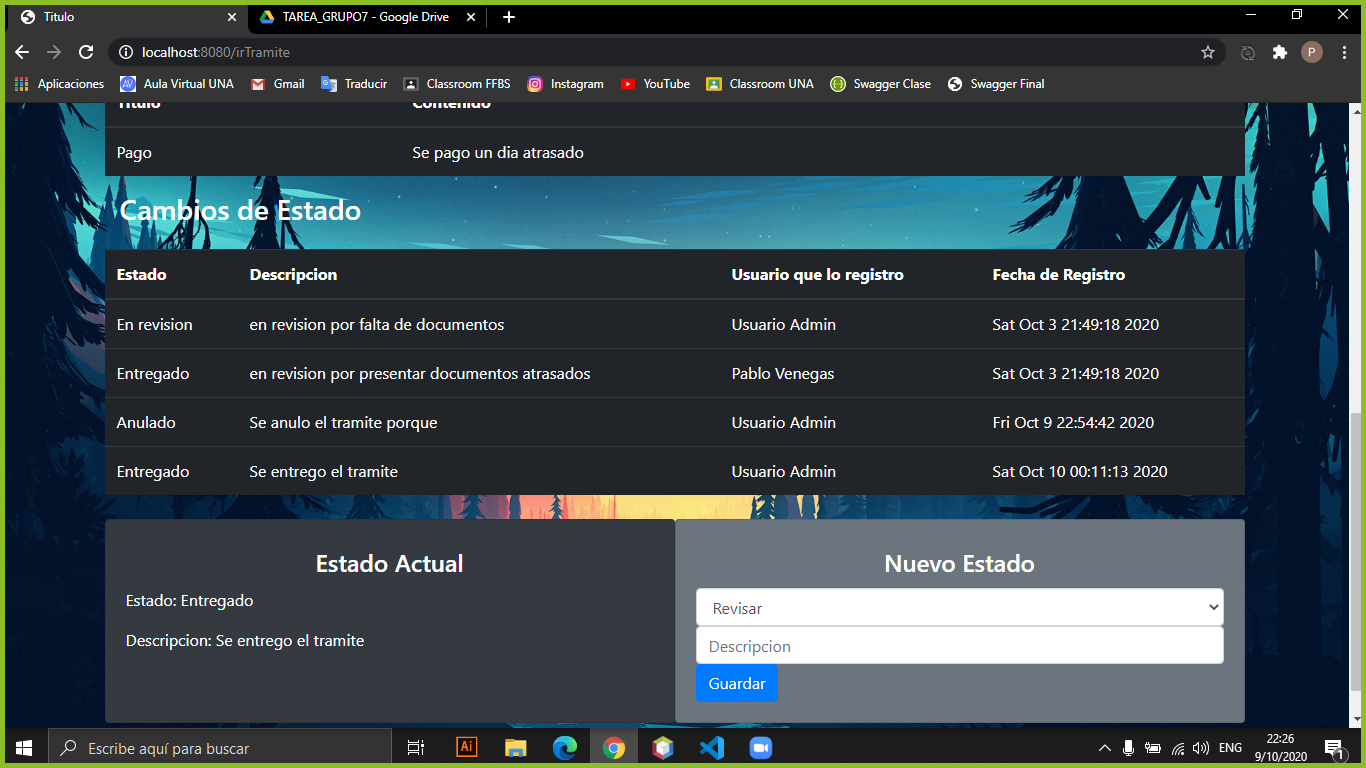 Titulo
TAREA_GRUPO7 - Google Drive
localhost:8080/irTramite
P
Aplicaciones
AV
Aula Virtual UNA
Gmail
Traducir
Classroom FFBS
Instagram
YouTube
Classroom UNA
Swagger Clase
Swagger Final
Titulo Contenido
Pago Se pago un dia atrasado
Cambios de Estado
Estado Descripcion Usuario que lo registro Fecha de Registro
En revision en revision por falta de documentos Usuario Admin Sat Oct 3 21:49:18 2020
Entregado en revision por presentar documentos atrasados Pablo Venegas Sat Oct 3 21:49:18 2020
Anulado Se anulo el tramite porque Usuario Admin Fri Oct 9 22:54:42 2020
Entregado Se entrego el tramite Usuario Admin Sat Oct 10 00:11:13 2020
Estado Actual
Estado: Entregado
Descripcion: Se entrego el tramite
Nuevo Estado
Revisar
Descripcion
Guardar
Escribe aquí para buscar
Ai
ENG
22:26
9/10/2020
1